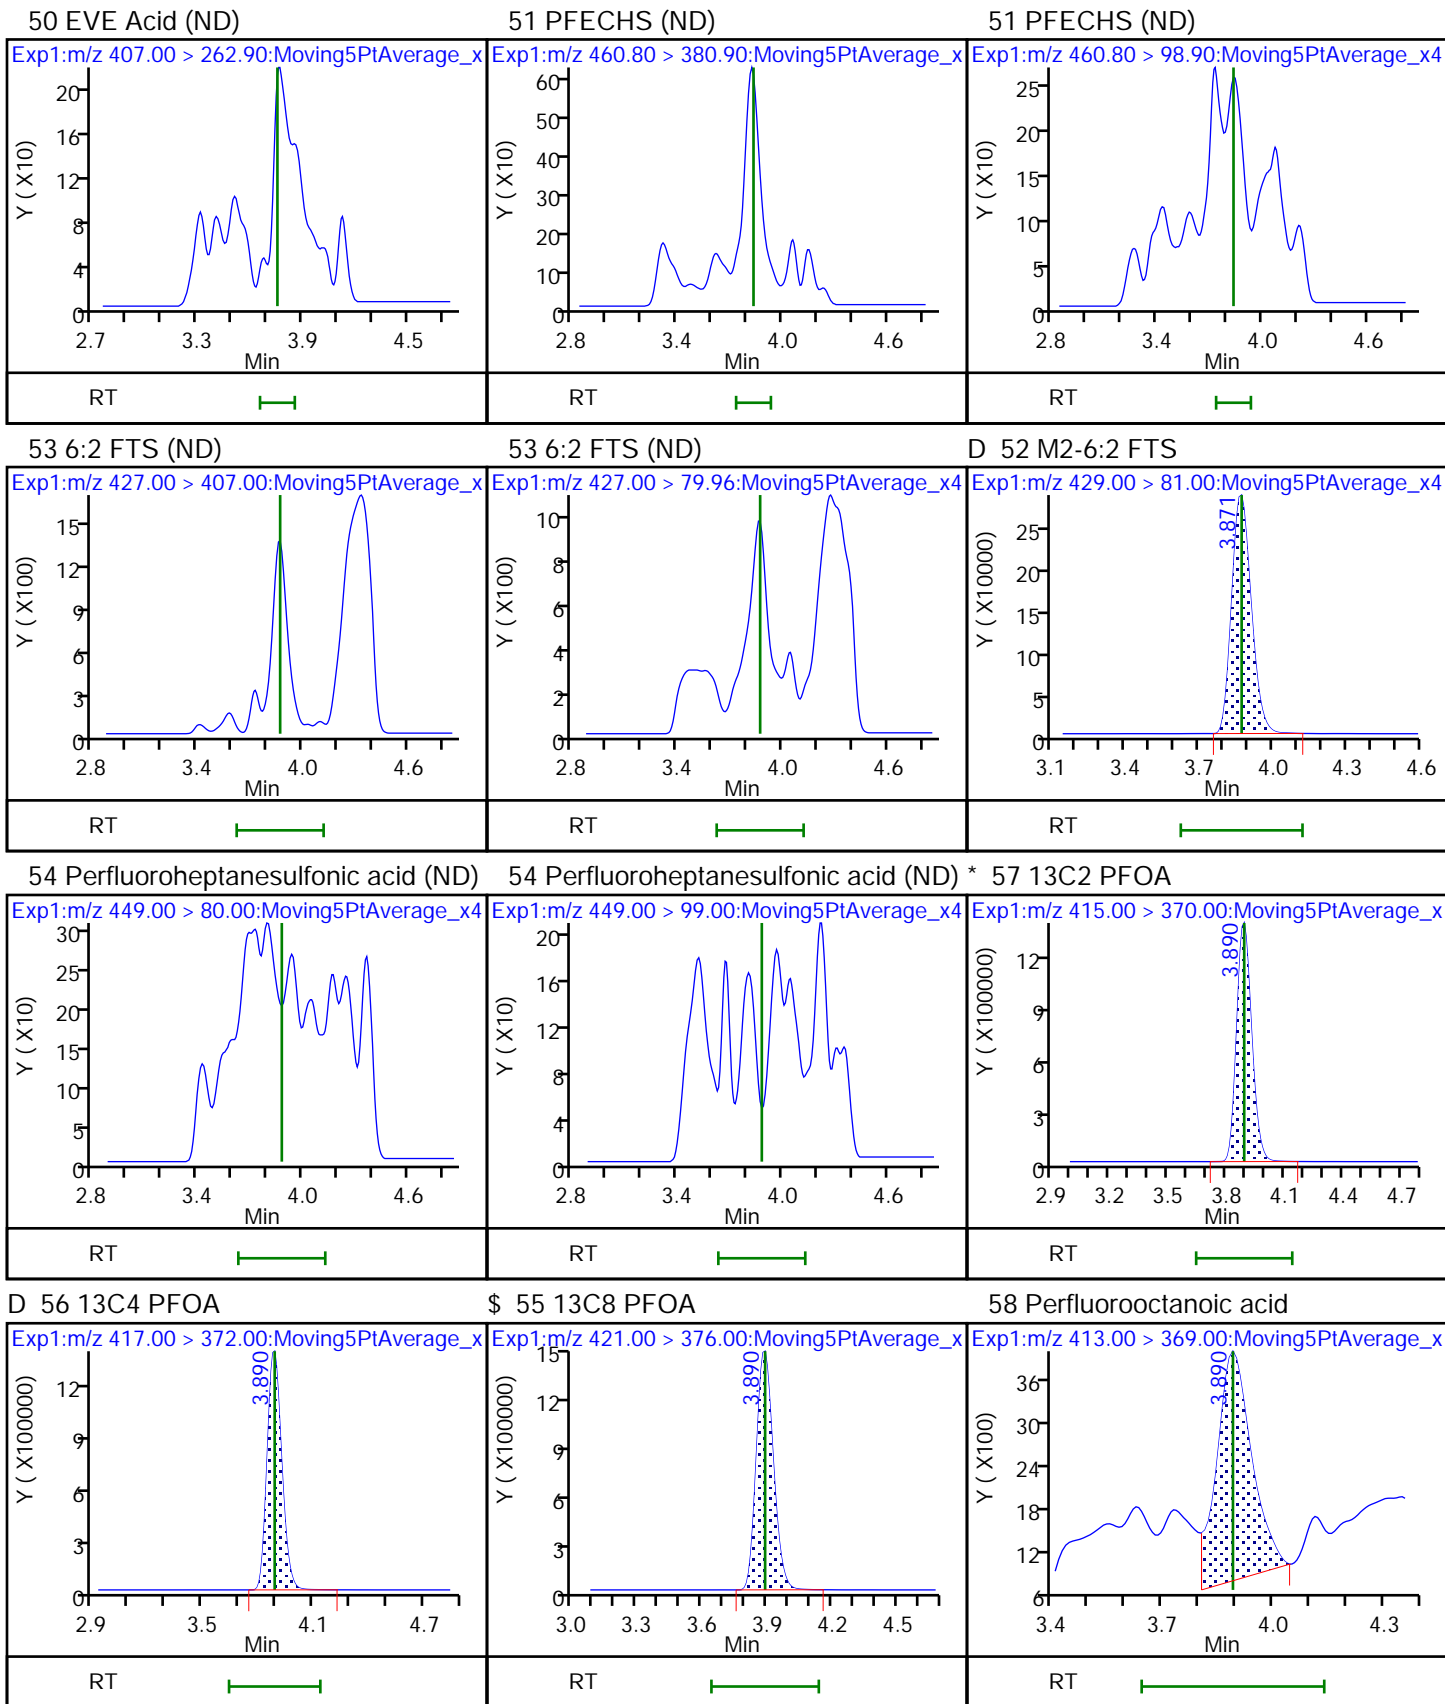 50 EVE Acid (ND)
Exp1:m/z 407.00 > 262.90:Moving5PtAverage_x
Y ( X10)
20
16
12
8
4
0
2.7 3.3 3.9 4.5
Min
RT
51 PFECHS (ND)
Exp1:m/z 460.80 > 380.90:Moving5PtAverage_x
Y ( X10)
60
50
40
30
20
10
0
2.8 3.4 4.0 4.6
Min
RT
51 PFECHS (ND)
Exp1:m/z 460.80 > 98.90:Moving5PtAverage_x4
Y ( X10)
25
20
15
10
5
0
2.8 3.4 4.0 4.6
Min
RT
53 6:2 FTS (ND)
Exp1:m/z 427.00 > 407.00:Moving5PtAverage_x
Y ( X100)
15
12
9
6
3
0
2.8 3.4 4.0 4.6
Min
RT
53 6:2 FTS (ND)
Exp1:m/z 427.00 > 79.96:Moving5PtAverage_x4
Y ( X100)
10
8
6
4
2
0
2.8 3.4 4.0 4.6
Min
RT
D 52 M2-6:2 FTS
Exp1:m/z 429.00 > 81.00:Moving5PtAverage_x4
3.871
Y ( X10000)
25
20
15
10
5
0
3.1 3.4 3.7 4.0 4.3 4.6
Min
RT
54 Perfluoroheptanesulfonic acid (ND)
Exp1:m/z 449.00 > 80.00:Moving5PtAverage_x4
Y ( X10)
30
25
20
15
10
5
0
2.8 3.4 4.0 4.6
Min
RT
54 Perfluoroheptanesulfonic acid (ND)
Exp1:m/z 449.00 > 99.00:Moving5PtAverage_x4
Y ( X10)
20
16
12
8
4
0
2.8 3.4 4.0 4.6
Min
RT
* 57 13C2 PFOA
Exp1:m/z 415.00 > 370.00:Moving5PtAverage_x
3.890
Y ( X100000)
12
9
6
3
0
2.9 3.2 3.5 3.8 4.1 4.4 4.7
Min
RT
D 56 13C4 PFOA
Exp1:m/z 417.00 > 372.00:Moving5PtAverage_x
3.890
Y ( X100000)
12
9
6
3
0
2.9 3.5 4.1 4.7
Min
RT
$ 55 13C8 PFOA
Exp1:m/z 421.00 > 376.00:Moving5PtAverage_x
3.890
Y ( X100000)
15
12
9
6
3
0
3.0 3.3 3.6 3.9 4.2 4.5
Min
RT
58 Perfluorooctanoic acid
Exp1:m/z 413.00 > 369.00:Moving5PtAverage_x
3.890
Y ( X100)
36
30
24
18
12
6
3.4 3.7 4.0 4.3
Min
RT